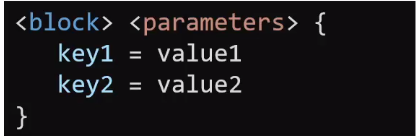 <block> <parameters> {
key1 = value1
key2 = value2
}